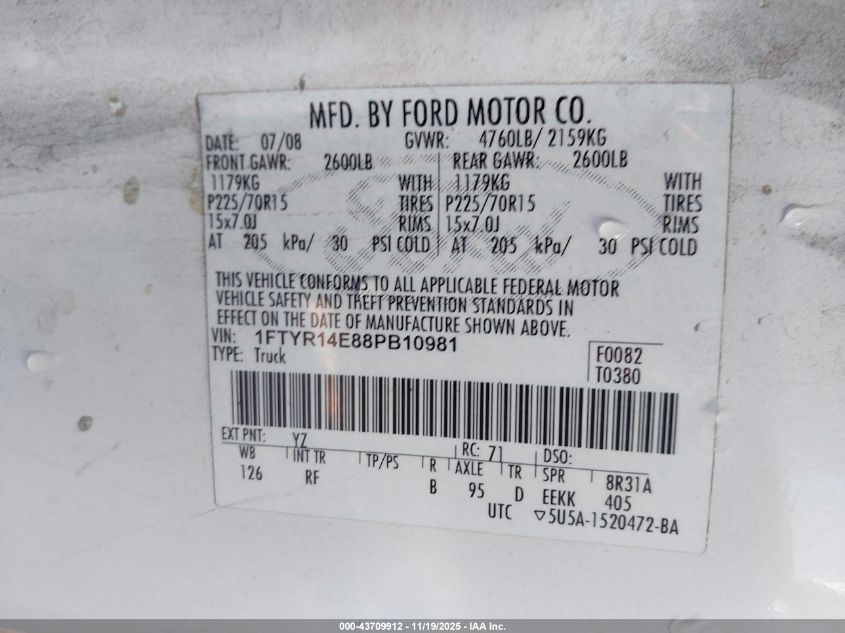 MFD. BY FORD MOTOR CO.
DATE: 07/08 GVWR: 4760LB/ 2159KG
FRONT GAWR: 2600LB REAR GAWR: 2600LB
1179KG WITH 1179KG WITH
P225/70R15 TIRES P225/70R15 TIRES
15x7.0J RIMS 15x7.0J RIMS
AT 205 kPa/ 30 PSI COLD AT 205 kPa/ 30 PSI COLD
THIS VEHICLE CONFORMS TO ALL APPLICABLE FEDERAL MOTOR
VEHICLE SAFETY AND THEFT PREVENTION STANDARDS IN
EFFECT ON THE DATE OF MANUFACTURE SHOWN ABOVE.
VIN: 1FTYR14E88PB10981
TYPE: Truck
F0082
T0380
EXT PNT: YZ RC: 71 DSO:
WB INT TR TP/PS R AXLE TR SPR 8R31A
126 RF B 95 D EEKK 405
UTC ▽5U5A-1520472-BA
000-43709912 - 11/19/2025 - IAA Inc.